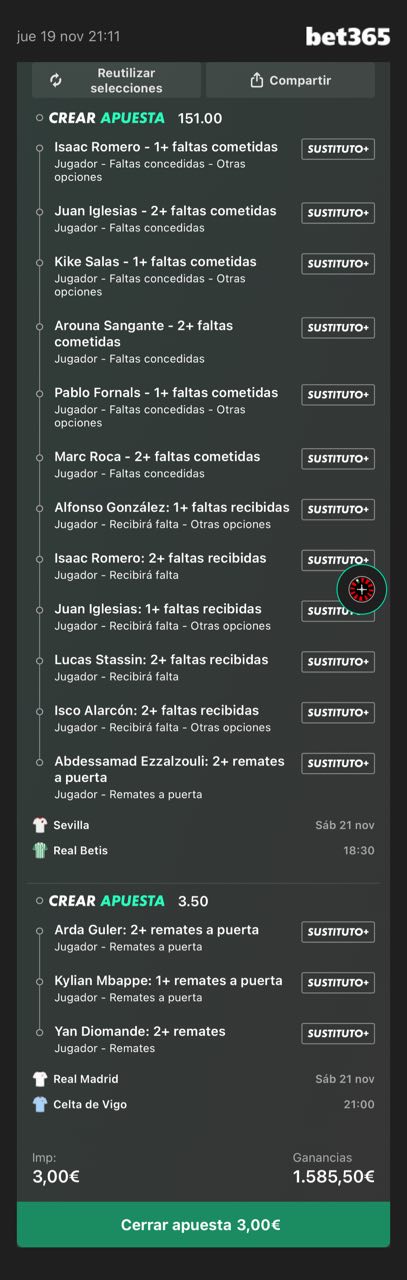 jue 19 nov 21:11
bet365
Reutilizar
selecciones
Compartir
CREAR APUESTA 151.00
Isaac Romero - 1+ faltas cometidas
SUSTITUTO+
Jugador - Faltas concedidas - Otras
opciones
Juan Iglesias - 2+ faltas cometidas
SUSTITUTO+
Jugador - Faltas concedidas
Kike Salas - 1+ faltas cometidas
SUSTITUTO+
Jugador - Faltas concedidas - Otras
opciones
Arouna Sangante - 2+ faltas
cometidas
SUSTITUTO+
Jugador - Faltas concedidas
Pablo Fornals - 1+ faltas cometidas
SUSTITUTO+
Jugador - Faltas concedidas - Otras
opciones
Marc Roca - 2+ faltas cometidas
SUSTITUTO+
Jugador - Faltas concedidas
Alfonso González: 1+ faltas recibidas
SUSTITUTO+
Jugador - Recibirá falta - Otras opciones
Isaac Romero: 2+ faltas recibidas
SUSTITUTO+
Jugador - Recibirá falta
Juan Iglesias: 1+ faltas recibidas
Jugador - Recibirá falta - Otras opciones
Lucas Stassin: 2+ faltas recibidas
SUSTITUTO+
Jugador - Recibirá falta
Isco Alarcón: 2+ faltas recibidas
SUSTITUTO+
Jugador - Recibirá falta - Otras opciones
Abdessamad Ezzalzouli: 2+ remates
a puerta
SUSTITUTO+
Jugador - Remates a puerta
Sevilla
Sáb 21 nov
Real Betis
18:30
CREAR APUESTA 3.50
Arda Guler: 2+ remates a puerta
SUSTITUTO+
Jugador - Remates a puerta
Kylian Mbappe: 1+ remates a puerta
SUSTITUTO+
Jugador - Remates a puerta
Yan Diomande: 2+ remates
SUSTITUTO+
Jugador - Remates
Real Madrid
Sáb 21 nov
Celta de Vigo
21:00
Imp:
Ganancias
3,00€
1.585,50€
Cerrar apuesta 3,00€